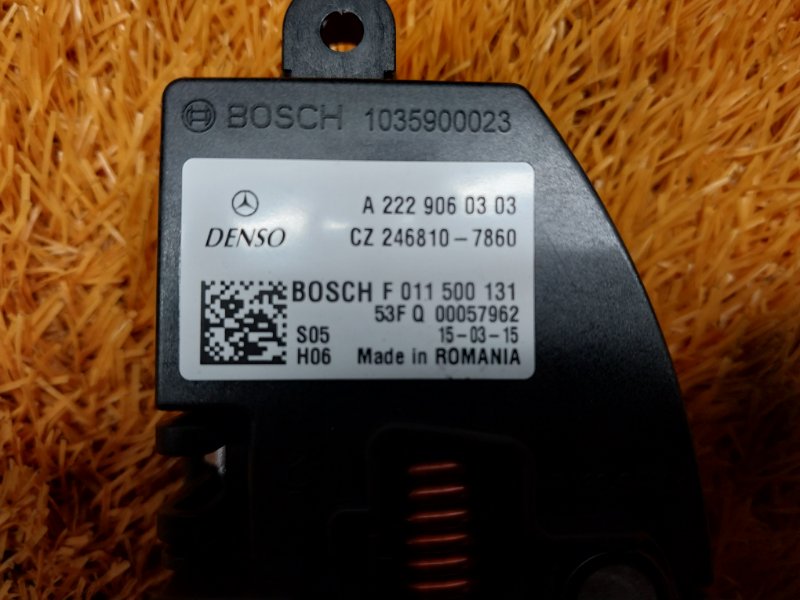 BOSCH 1035900023
A 222 906 03 03
DENSO CZ 246810-7860
BOSCH F 011 500 131
53F Q 00057962
S05 15-03-15
H06 Made in ROMANIA